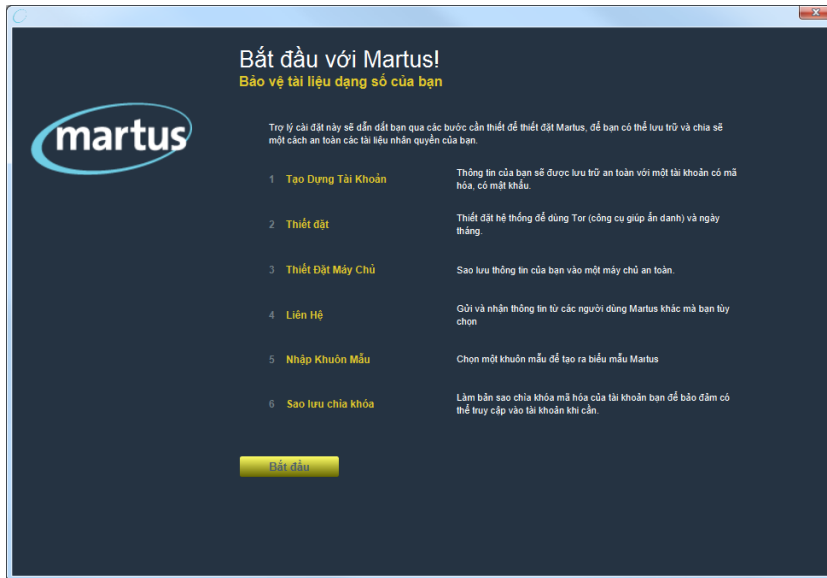 Bắt đầu với Martus!
Bảo vệ tài liệu dạng số của bạn
martus
Trợ lý cài đặt này sẽ dẫn dắt bạn qua các bước cần thiết để thiết đặt Martus, để bạn có thể lưu trữ và chia sẽ
một cách an toàn các tài liệu nhân quyền của bạn.
1 Tạo Dựng Tài Khoản
Thông tin của bạn sẽ được lưu trữ an toàn với một tài khoản có mã
hóa, có mật khẩu.
2 Thiết đặt
Thiết đặt hệ thống để dùng Tor (công cụ giúp ẩn danh) và ngày
tháng.
3 Thiết Đặt Máy Chủ
Sao lưu thông tin của bạn vào một máy chủ an toàn.
4 Liên Hệ
Gửi và nhận thông tin từ các người dùng Martus khác mà bạn tùy
chọn
5 Nhập Khuôn Mẫu
Chọn một khuôn mẫu để tạo ra biểu mẫu Martus
6 Sao lưu chìa khóa
Làm bản sao chìa khóa mã hóa của tài khoản bạn để bảo đảm có
thể truy cập vào tài khoản khi cần.
Bắt đầu